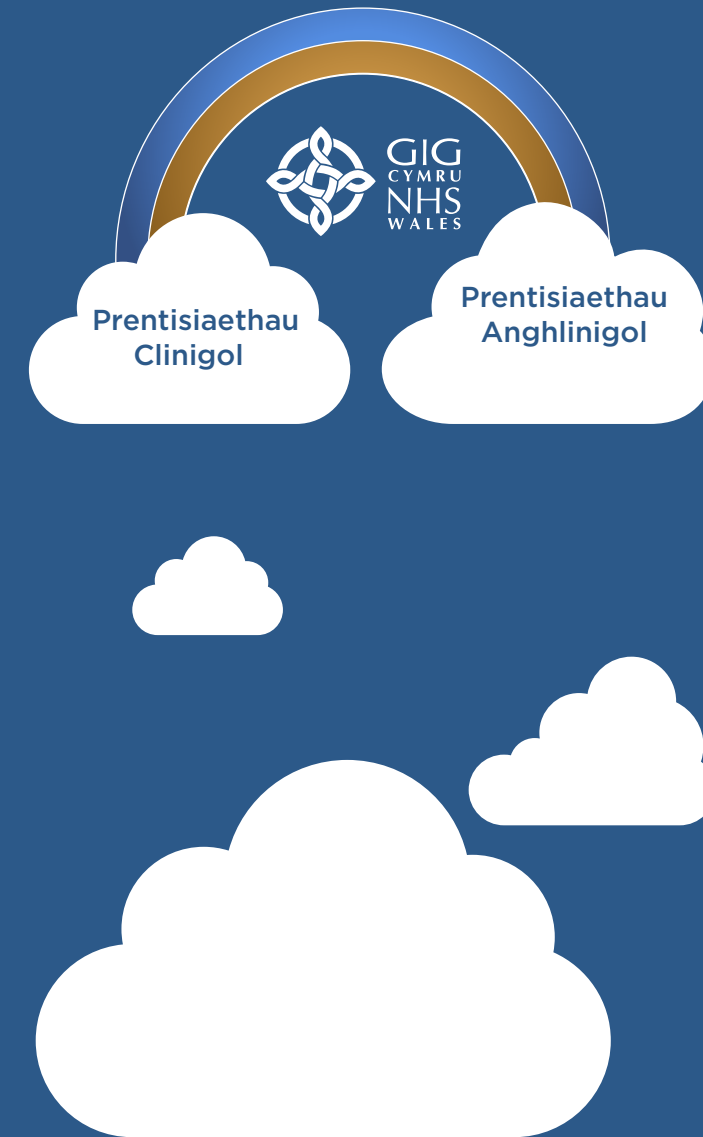 GIG
CYMRU
NHS
WALES
Prentisiaethau
Clinigol
Prentisiaethau
Anghlinigol